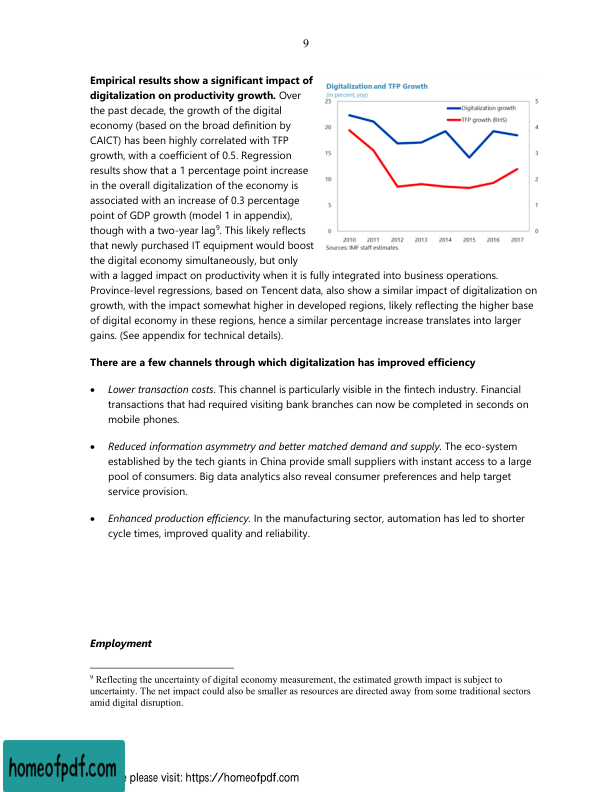 9
Empirical results show a significant impact of
digitalization on productivity growth. Over
the past decade, the growth of the digital
economy (based on the broad definition by
CAICT) has been highly correlated with TFP
growth, with a coefficient of 0.5. Regression
results show that a 1 percentage point increase
in the overall digitalization of the economy is
associated with an increase of 0.3 percentage
point of GDP growth (model 1 in appendix),
though with a two-year lag9. This likely reflects
that newly purchased IT equipment would boost
the digital economy simultaneously, but only
Digitalization and TFP Growth
(in percent, yoy)
25 5
Digitalization growth
TFP growth (RHS)
20 4
15 3
10 2
5 1
0 0
2010 2011 2012 2013 2014 2015 2016 2017
Sources: IMF staff estimates.
with a lagged impact on productivity when it is fully integrated into business operations.
Province-level regressions, based on Tencent data, also show a similar impact of digitalization on
growth, with the impact somewhat higher in developed regions, likely reflecting the higher base
of digital economy in these regions, hence a similar percentage increase translates into larger
gains. (See appendix for technical details).
There are a few channels through which digitalization has improved efficiency
• Lower transaction costs. This channel is particularly visible in the fintech industry. Financial
transactions that had required visiting bank branches can now be completed in seconds on
mobile phones.
• Reduced information asymmetry and better matched demand and supply. The eco-system
established by the tech giants in China provide small suppliers with instant access to a large
pool of consumers. Big data analytics also reveal consumer preferences and help target
service provision.
• Enhanced production efficiency. In the manufacturing sector, automation has led to shorter
cycle times, improved quality and reliability.
Employment
9 Reflecting the uncertainty of digital economy measurement, the estimated growth impact is subject to
uncertainty. The net impact could also be smaller as resources are directed away from some traditional sectors
amid digital disruption.
homeofpdf.com
please visit: https://homeofpdf.com